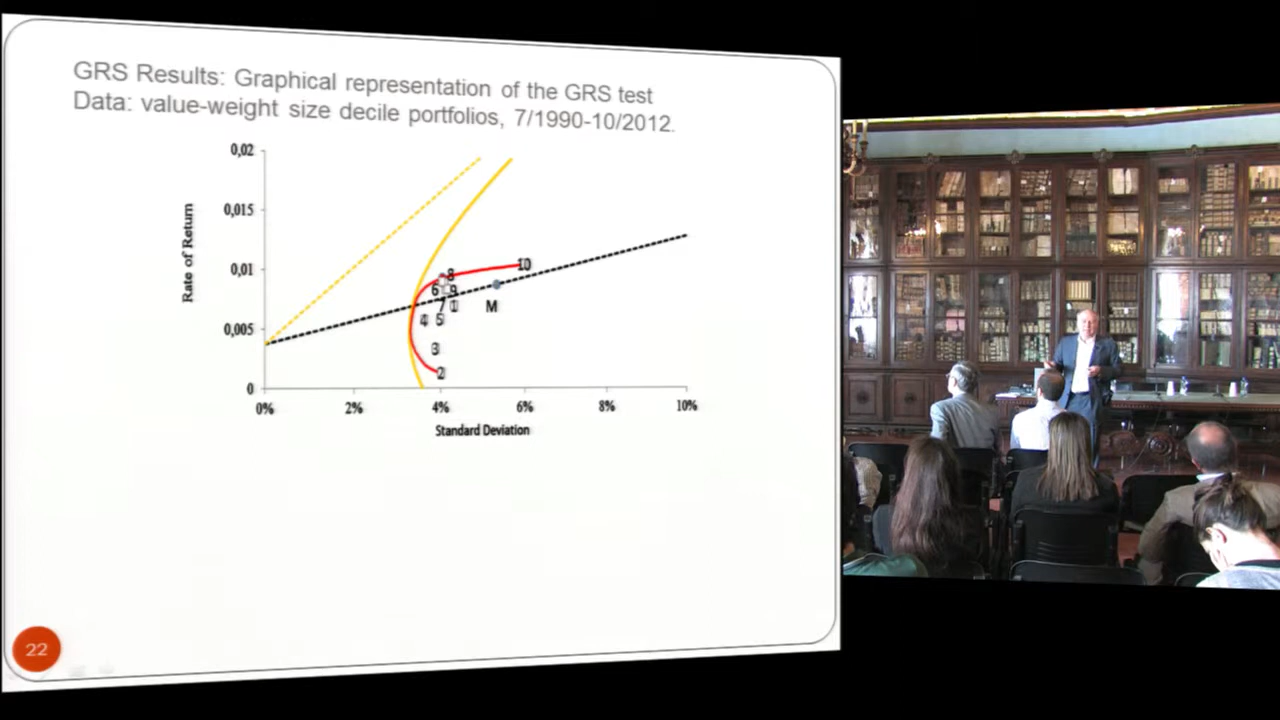 GRS Results: Graphical representation of the GRS test
Data: value-weight size decile portfolios, 7/1990-10/2012.
0,02
0,015
Rate of Return
0,01
0,005
0
8
10
6 9
7 1
M
4 5
3
2
0% 2% 4% 6% 8% 10%
Standard Deviation
22